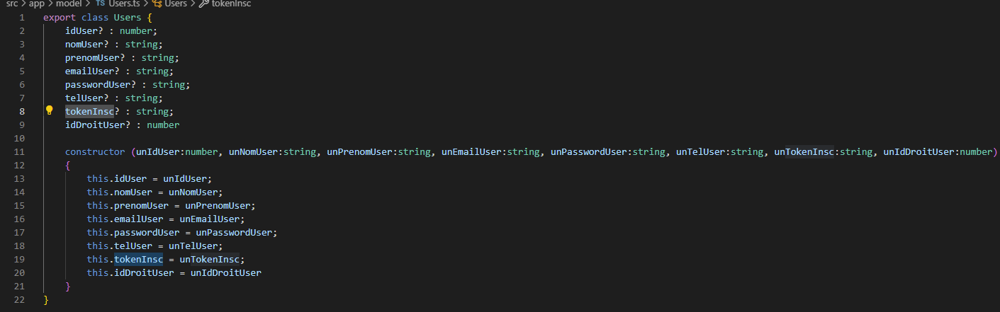 src > app > model > TS Users.ts > Users > tokenInsc
1 export class Users {
2 idUser? : number;
3 nomUser? : string;
4 prenomUser? : string;
5 emailUser? : string;
6 passwordUser? : string;
7 telUser? : string;
8 tokenInsc? : string;
9 idDroitUser? : number
10
11 constructor (unIdUser:number, unNomUser:string, unPrenomUser:string, unEmailUser:string, unPasswordUser:string, unTelUser:string, unTokenInsc:string, unIdDroitUser:number)
12 {
13 this.idUser = unIdUser;
14 this.nomUser = unNomUser;
15 this.prenomUser = unPrenomUser;
16 this.emailUser = unEmailUser;
17 this.passwordUser = unPasswordUser;
18 this.telUser = unTelUser;
19 this.tokenInsc = unTokenInsc;
20 this.idDroitUser = unIdDroitUser
21 }
22 }